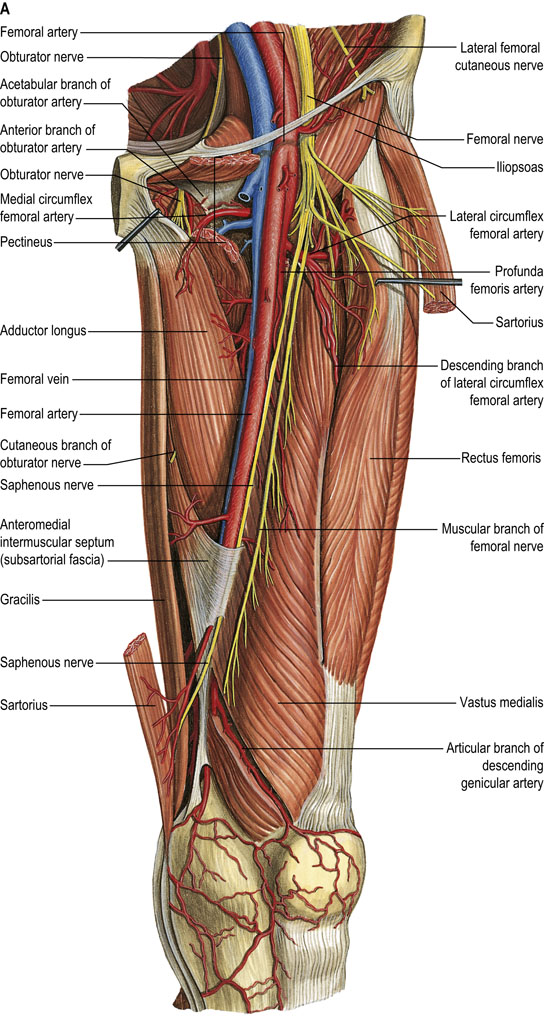 A
Femoral artery
Obturator nerve
Acetabular branch of
obturator artery
Anterior branch of
obturator artery
Obturator nerve
Medial circumflex
femoral artery
Pectineus
Adductor longus
Femoral vein
Femoral artery
Cutaneous branch of
obturator nerve
Saphenous nerve
Anteromedial
intermuscular septum
(subsartorial fascia)
Gracilis
Saphenous nerve
Sartorius
Lateral femoral
cutaneous nerve
Femoral nerve
Iliopsoas
Lateral circumflex
femoral artery
Profunda
femoris artery
Sartorius
Descending branch
of lateral circumflex
femoral artery
Rectus femoris
Muscular branch of
femoral nerve
Vastus medialis
Articular branch of
descending
genicular artery